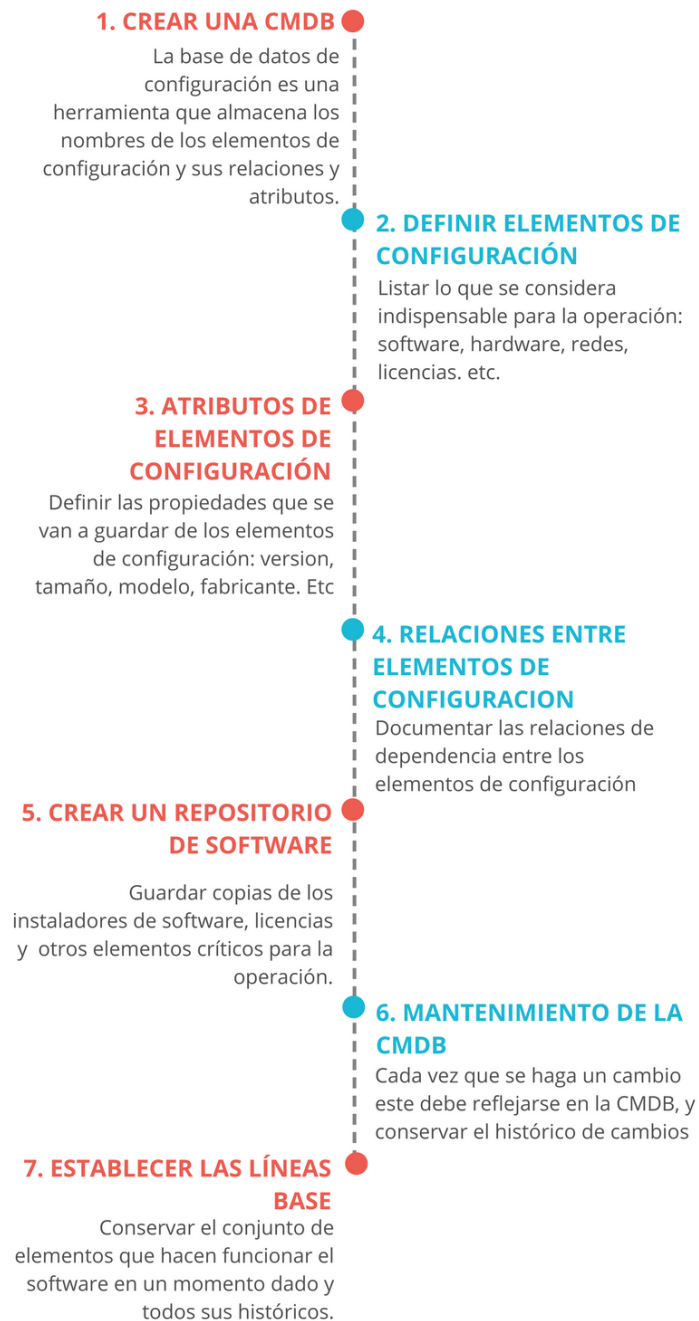 1. CREAR UNA CMDB
La base de datos de
configuración es una
herramienta que almacena los
nombres de los elementos de
configuración y sus relaciones y
atributos.
2. DEFINIR ELEMENTOS DE
CONFIGURACIÓN
Listar lo que se considera
indispensable para la operación:
software, hardware, redes,
licencias. etc.
3. ATRIBUTOS DE
ELEMENTOS DE
CONFIGURACIÓN
Definir las propiedades que se
van a guardar de los elementos
de configuración: version,
tamaño, modelo, fabricante. Etc
4. RELACIONES ENTRE
ELEMENTOS DE
CONFIGURACION
Documentar las relaciones de
dependencia entre los
elementos de configuración
5. CREAR UN REPOSITORIO
DE SOFTWARE
Guardar copias de los
instaladores de software, licencias
y otros elementos críticos para la
operación.
6. MANTENIMIENTO DE LA
CMDB
Cada vez que se haga un cambio
este debe reflejarse en la CMDB, y
conservar el histórico de cambios
7. ESTABLECER LAS LÍNEAS
BASE
Conservar el conjunto de
elementos que hacen funcionar el
software en un momento dado y
todos sus históricos.